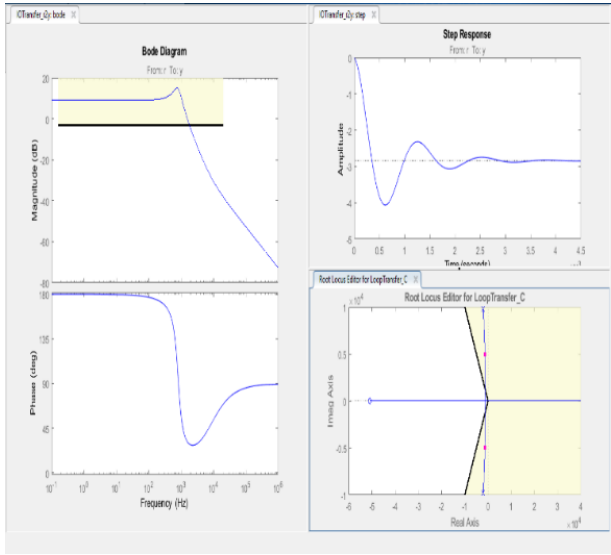 IOTransfer_r2y: bode
Bode Diagram
From: r To: y
Magnitude (dB)
20
0
-20
-40
-60
-80
Phase (deg)
180
135
90
45
0
10^-1
10^0
10^1
10^2
10^3
10^4
10^5
10^6
Frequency (Hz)
IOTransfer_r2y: step
Step Response
From: r To: y
Amplitude
0
-1
-2
-3
-4
-5
0 0.5 1 1.5 2 2.5 3 3.5 4 4.5
Time (seconds)
Root Locus Editor for LoopTransfer_C
×10^4
Root Locus Editor for LoopTransfer_C
Imag Axis
1
0.5
0
-0.5
-1
-6 -5 -4 -3 -2 -1 0 1 2 3 4
Real Axis
×10^4